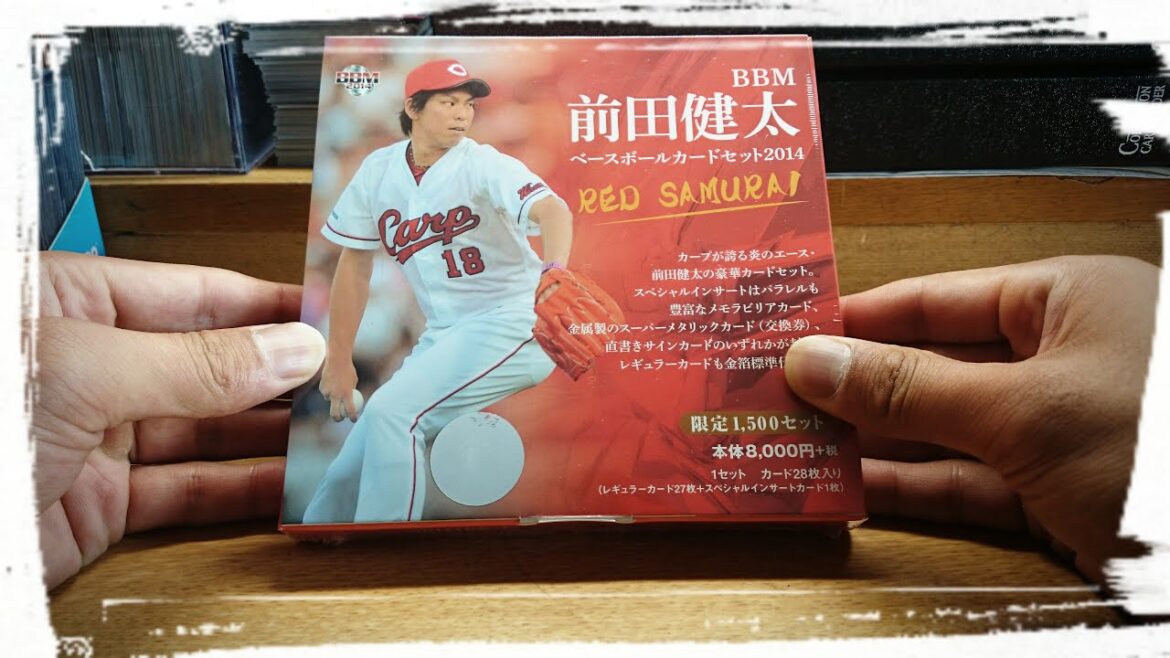 BBM
2014
BBM
前田健太
ベースボールカードセット2014
RED SAMURAI
Carp
18
カープが誇る炎のエース・
前田健太の豪華カードセット。
スペシャルインサートはパラレルも
豊富なメモラビリアカード、
金属製のスーパーメタリックカード（交換券）、
直書きサインカードのいずれかが
レギュラーカードも金箔標準仕
限定1,500セット
本体8,000円+税
1セット カード28枚入り
（レギュラーカード27枚+スペシャルインサートカード1枚）